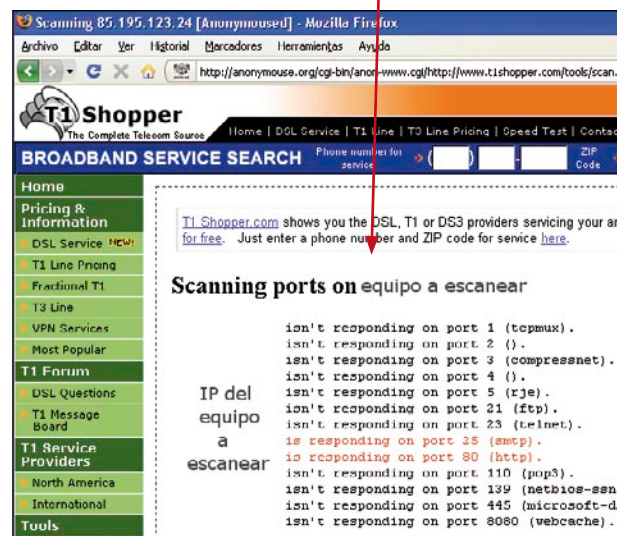 Scanning 85.195.123.24 [Anonymoused] - Mozilla Firefox
Archivo Editar Ver Historial Marcadores Herramientas Ayuda
http://anonymouse.org/cgi-bin/anon-www.cgi/http://www.t1shopper.com/tools/scan.
T1 Shopper
The Complete Telecom Source
Home | DSL Service | T1 Line | T3 Line Pricing | Speed Test | Contac
BROADBAND SERVICE SEARCH Phone number for service ( ) - ZIP Code
Home
Pricing & Information
DSL Service NEW!
T1 Line Pricing
Fractional T1
T3 Line
VPN Services
Most Popular
T1 Forum
DSL Questions
T1 Message Board
T1 Service Providers
North America
International
Tools
T1 Shopper.com shows you the DSL, T1 or DS3 providers servicing your ar
for free. Just enter a phone number and ZIP code for service here.
Scanning ports on equipo a escanear
IP del
equipo
a
escanear
isn't responding on port 1 (tcpmux).
isn't responding on port 2 ().
isn't responding on port 3 (compressnet).
isn't responding on port 4 ().
isn't responding on port 5 (rje).
isn't responding on port 21 (ftp).
isn't responding on port 23 (telnet).
is responding on port 25 (smtp).
is responding on port 80 (http).
isn't responding on port 110 (pop3).
isn't responding on port 139 (netbios-ssn
isn't responding on port 445 (microsoft-d
isn't responding on port 8080 (webcache).